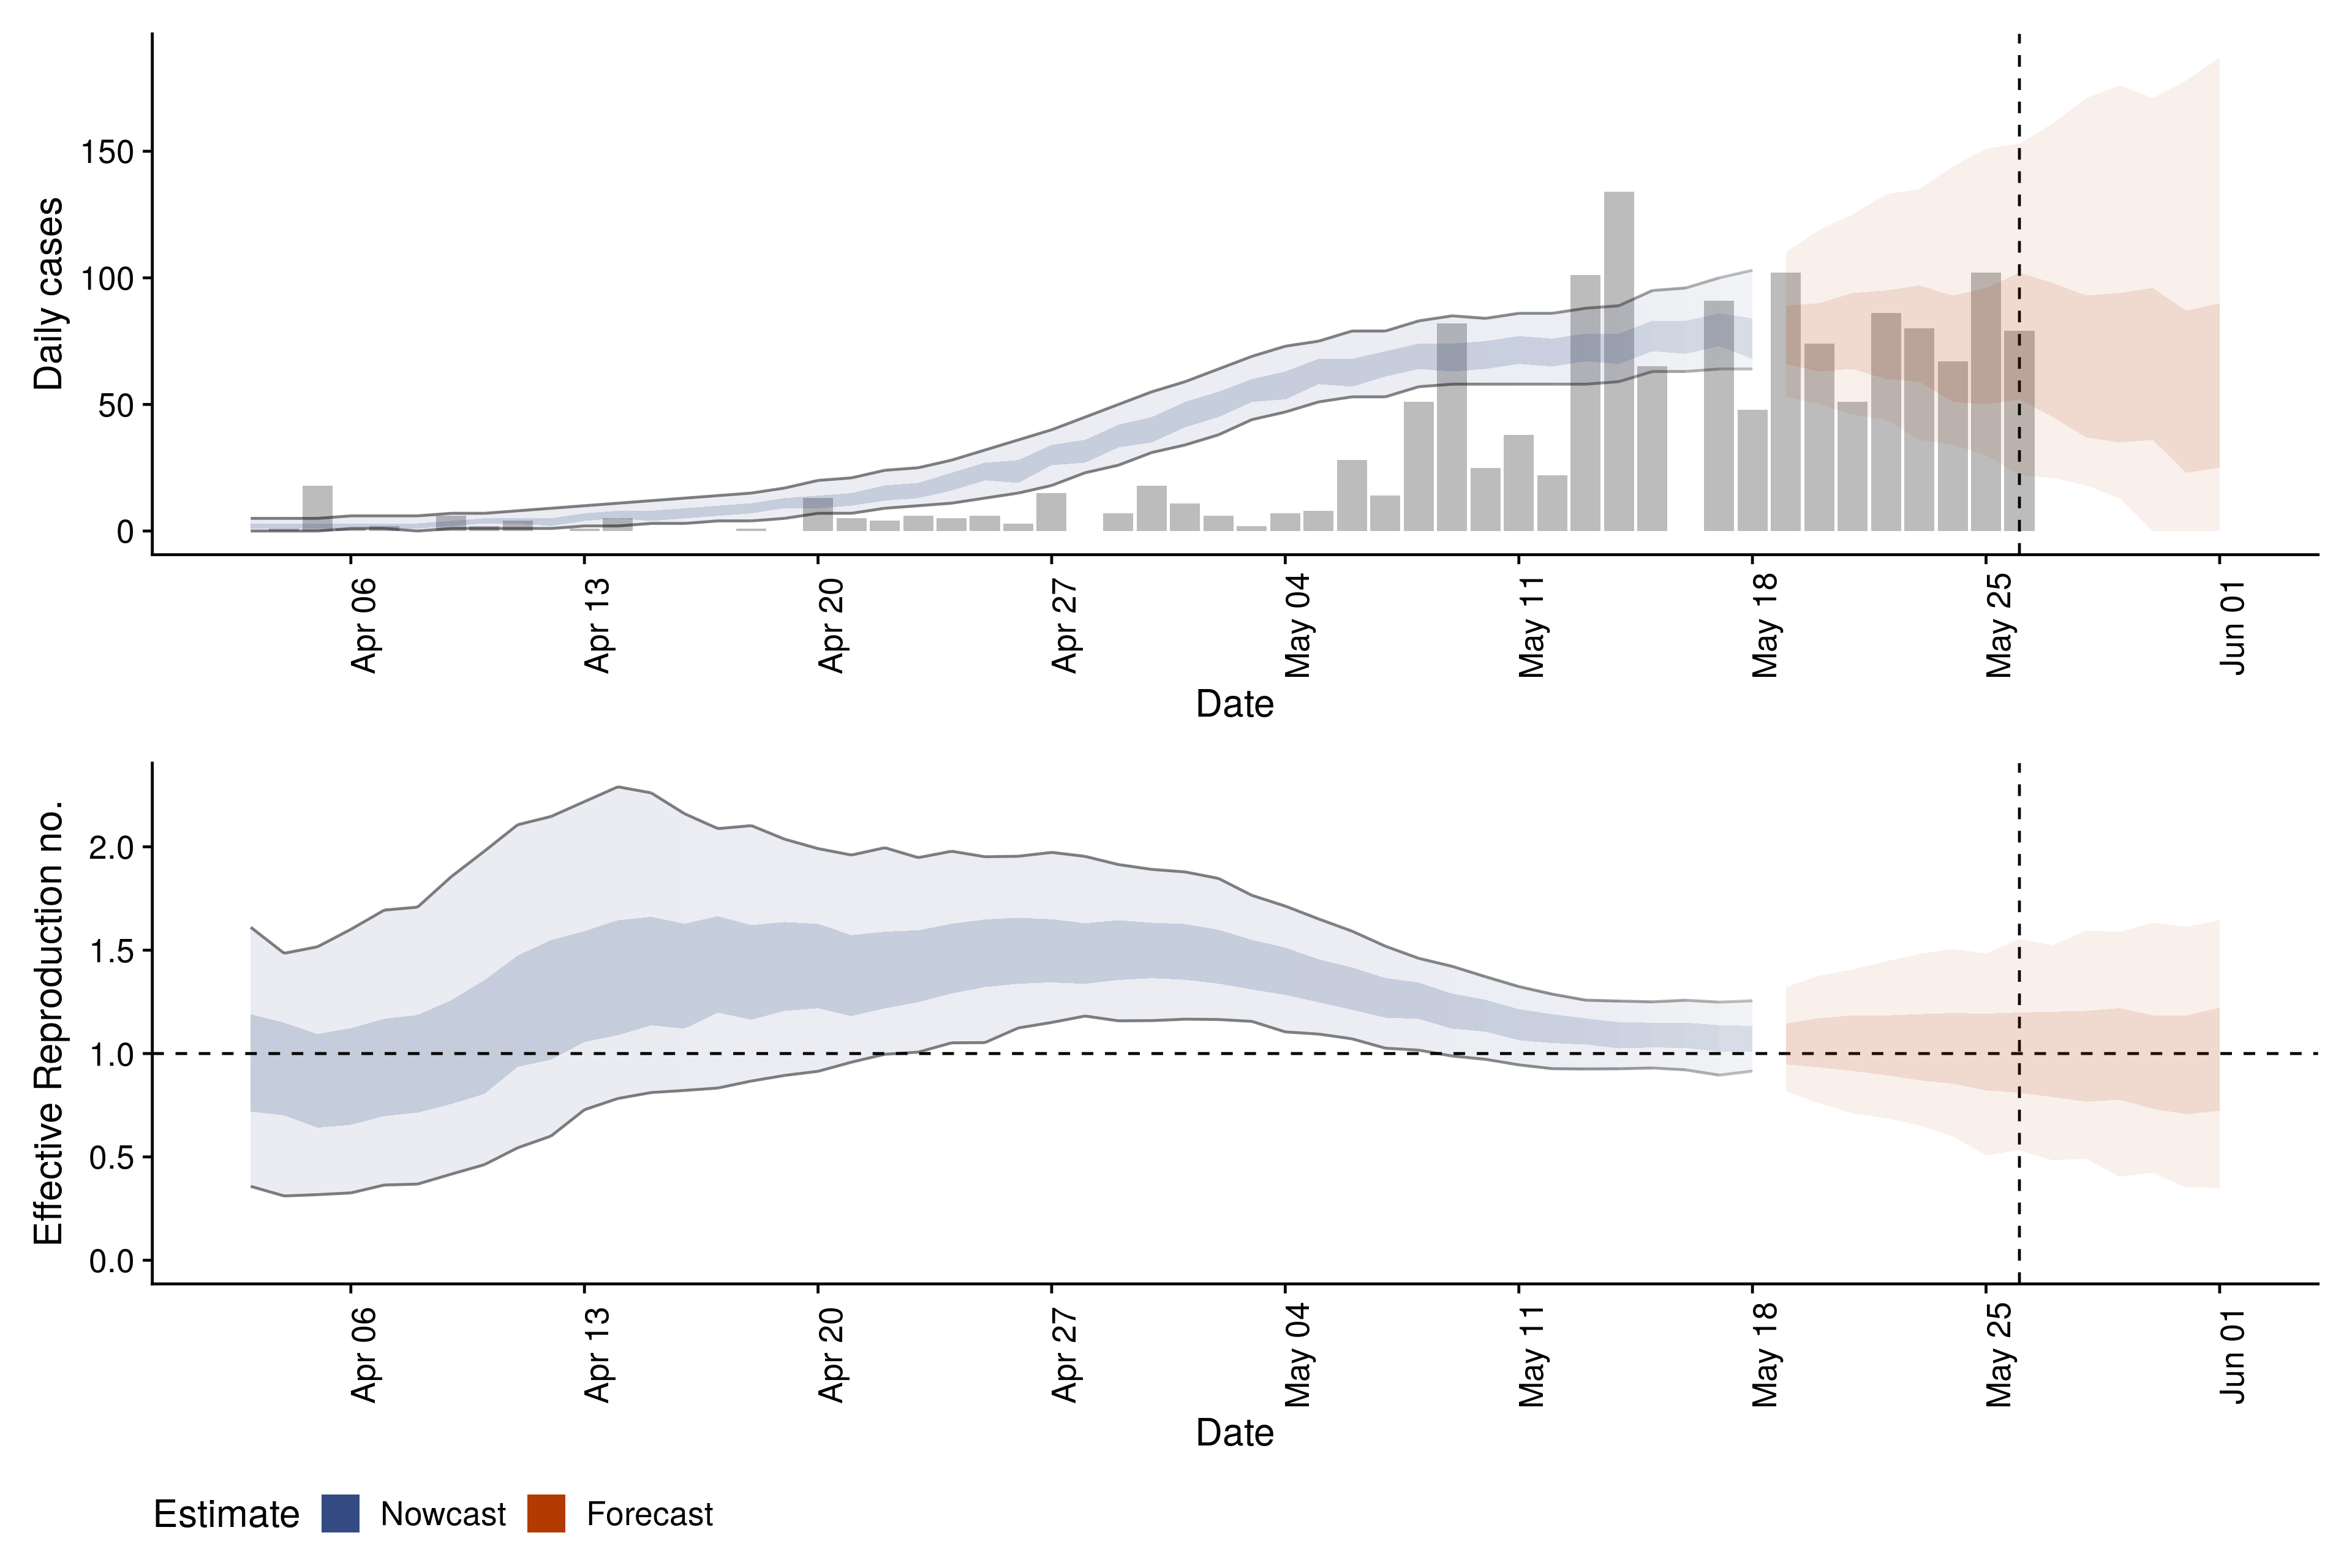 Daily cases
150
100
50
0
Apr 06
Apr 13
Apr 20
Apr 27
May 04
May 11
May 18
May 25
Jun 01
Date
Effective Reproduction no.
2.0
1.5
1.0
0.5
0.0
Apr 06
Apr 13
Apr 20
Apr 27
May 04
May 11
May 18
May 25
Jun 01
Date
Estimate Nowcast Forecast